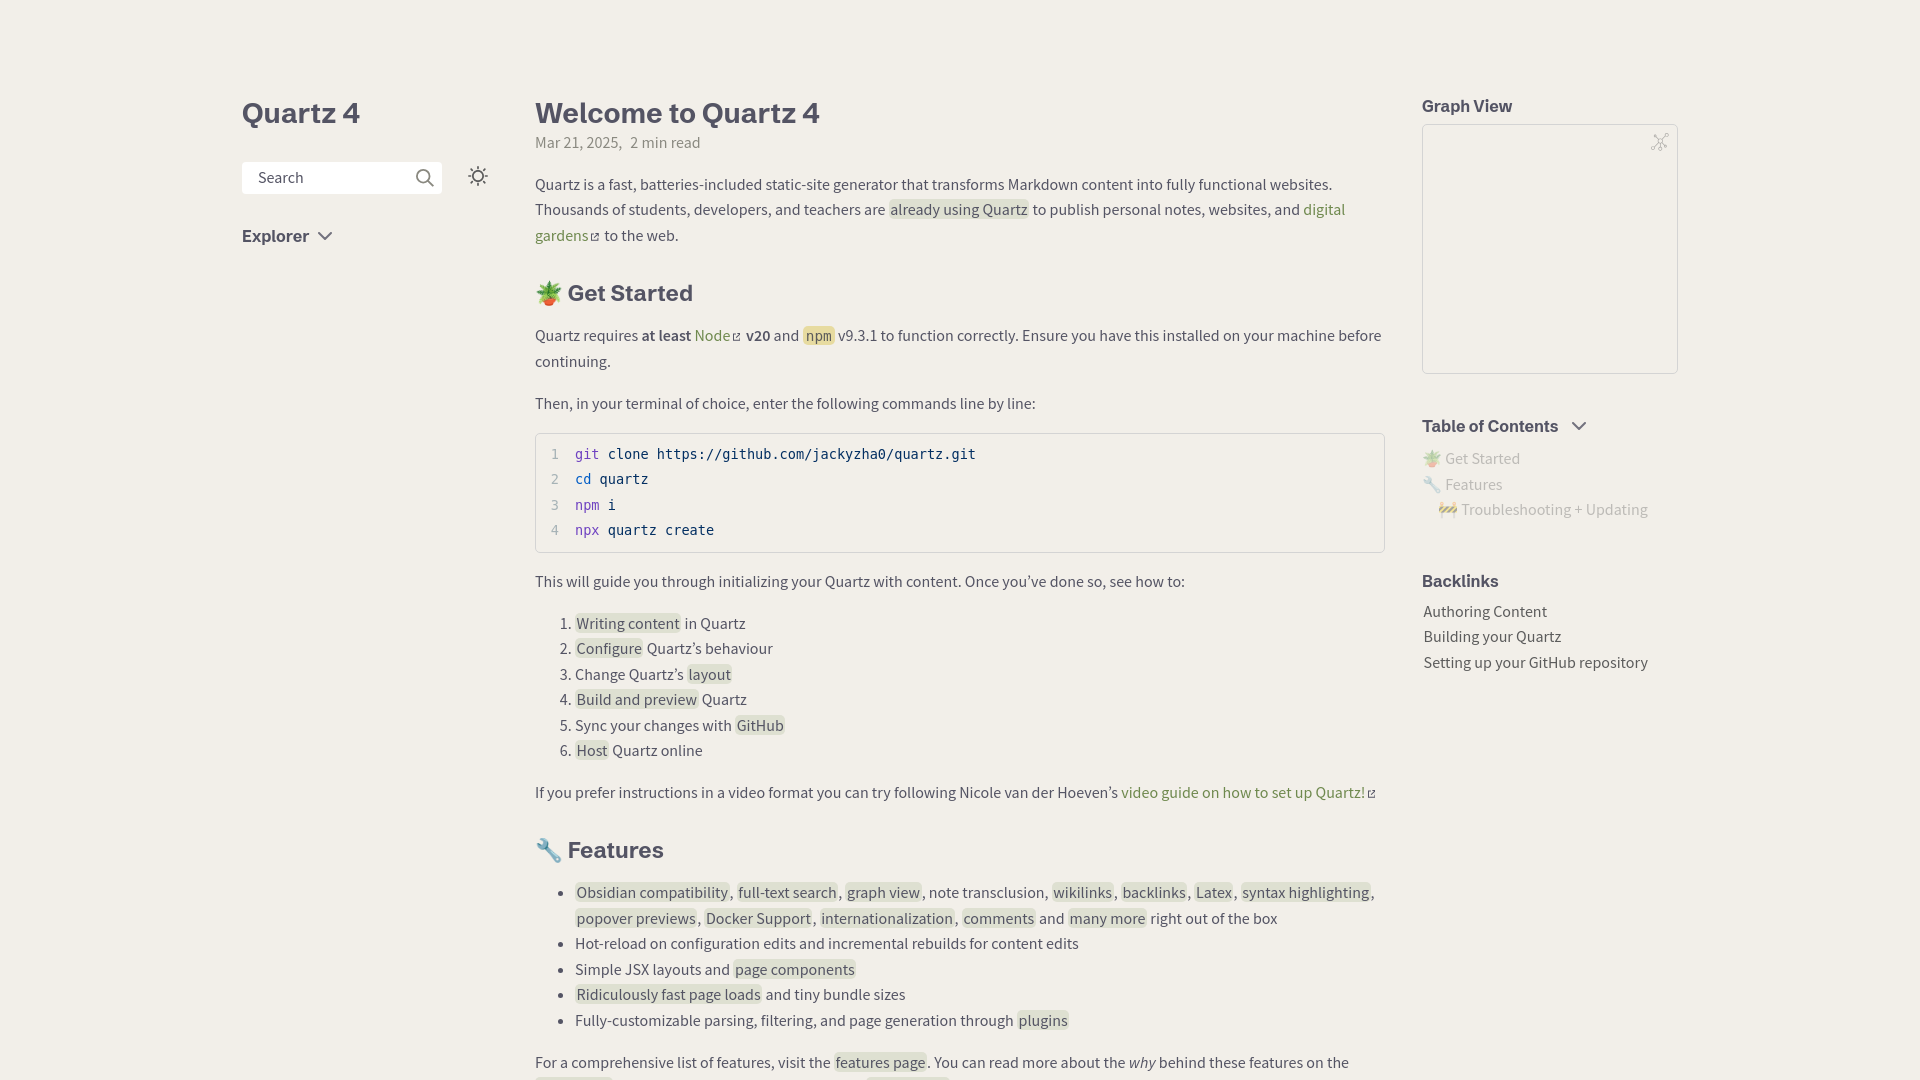 Quartz 4
Search
Explorer
Welcome to Quartz 4
Mar 21, 2025, 2 min read
Quartz is a fast, batteries-included static-site generator that transforms Markdown content into fully functional websites.
Thousands of students, developers, and teachers are already using Quartz to publish personal notes, websites, and digital
gardens to the web.
🪴 Get Started
Quartz requires at least Node v20 and npm v9.3.1 to function correctly. Ensure you have this installed on your machine before
continuing.
Then, in your terminal of choice, enter the following commands line by line:
1 git clone https://github.com/jackyzha0/quartz.git
2 cd quartz
3 npm i
4 npx quartz create
This will guide you through initializing your Quartz with content. Once you’ve done so, see how to:
1. Writing content in Quartz
2. Configure Quartz’s behaviour
3. Change Quartz’s layout
4. Build and preview Quartz
5. Sync your changes with GitHub
6. Host Quartz online
If you prefer instructions in a video format you can try following Nicole van der Hoeven’s video guide on how to set up Quartz!
🔧 Features
• Obsidian compatibility, full-text search, graph view, note transclusion, wikilinks, backlinks, Latex, syntax highlighting,
popover previews, Docker Support, internationalization, comments and many more right out of the box
• Hot-reload on configuration edits and incremental rebuilds for content edits
• Simple JSX layouts and page components
• Ridiculously fast page loads and tiny bundle sizes
• Fully-customizable parsing, filtering, and page generation through plugins
For a comprehensive list of features, visit the features page. You can read more about the why behind these features on the
Graph View
Table of Contents
🪴 Get Started
🔧 Features
🚧 Troubleshooting + Updating
Backlinks
Authoring Content
Building your Quartz
Setting up your GitHub repository